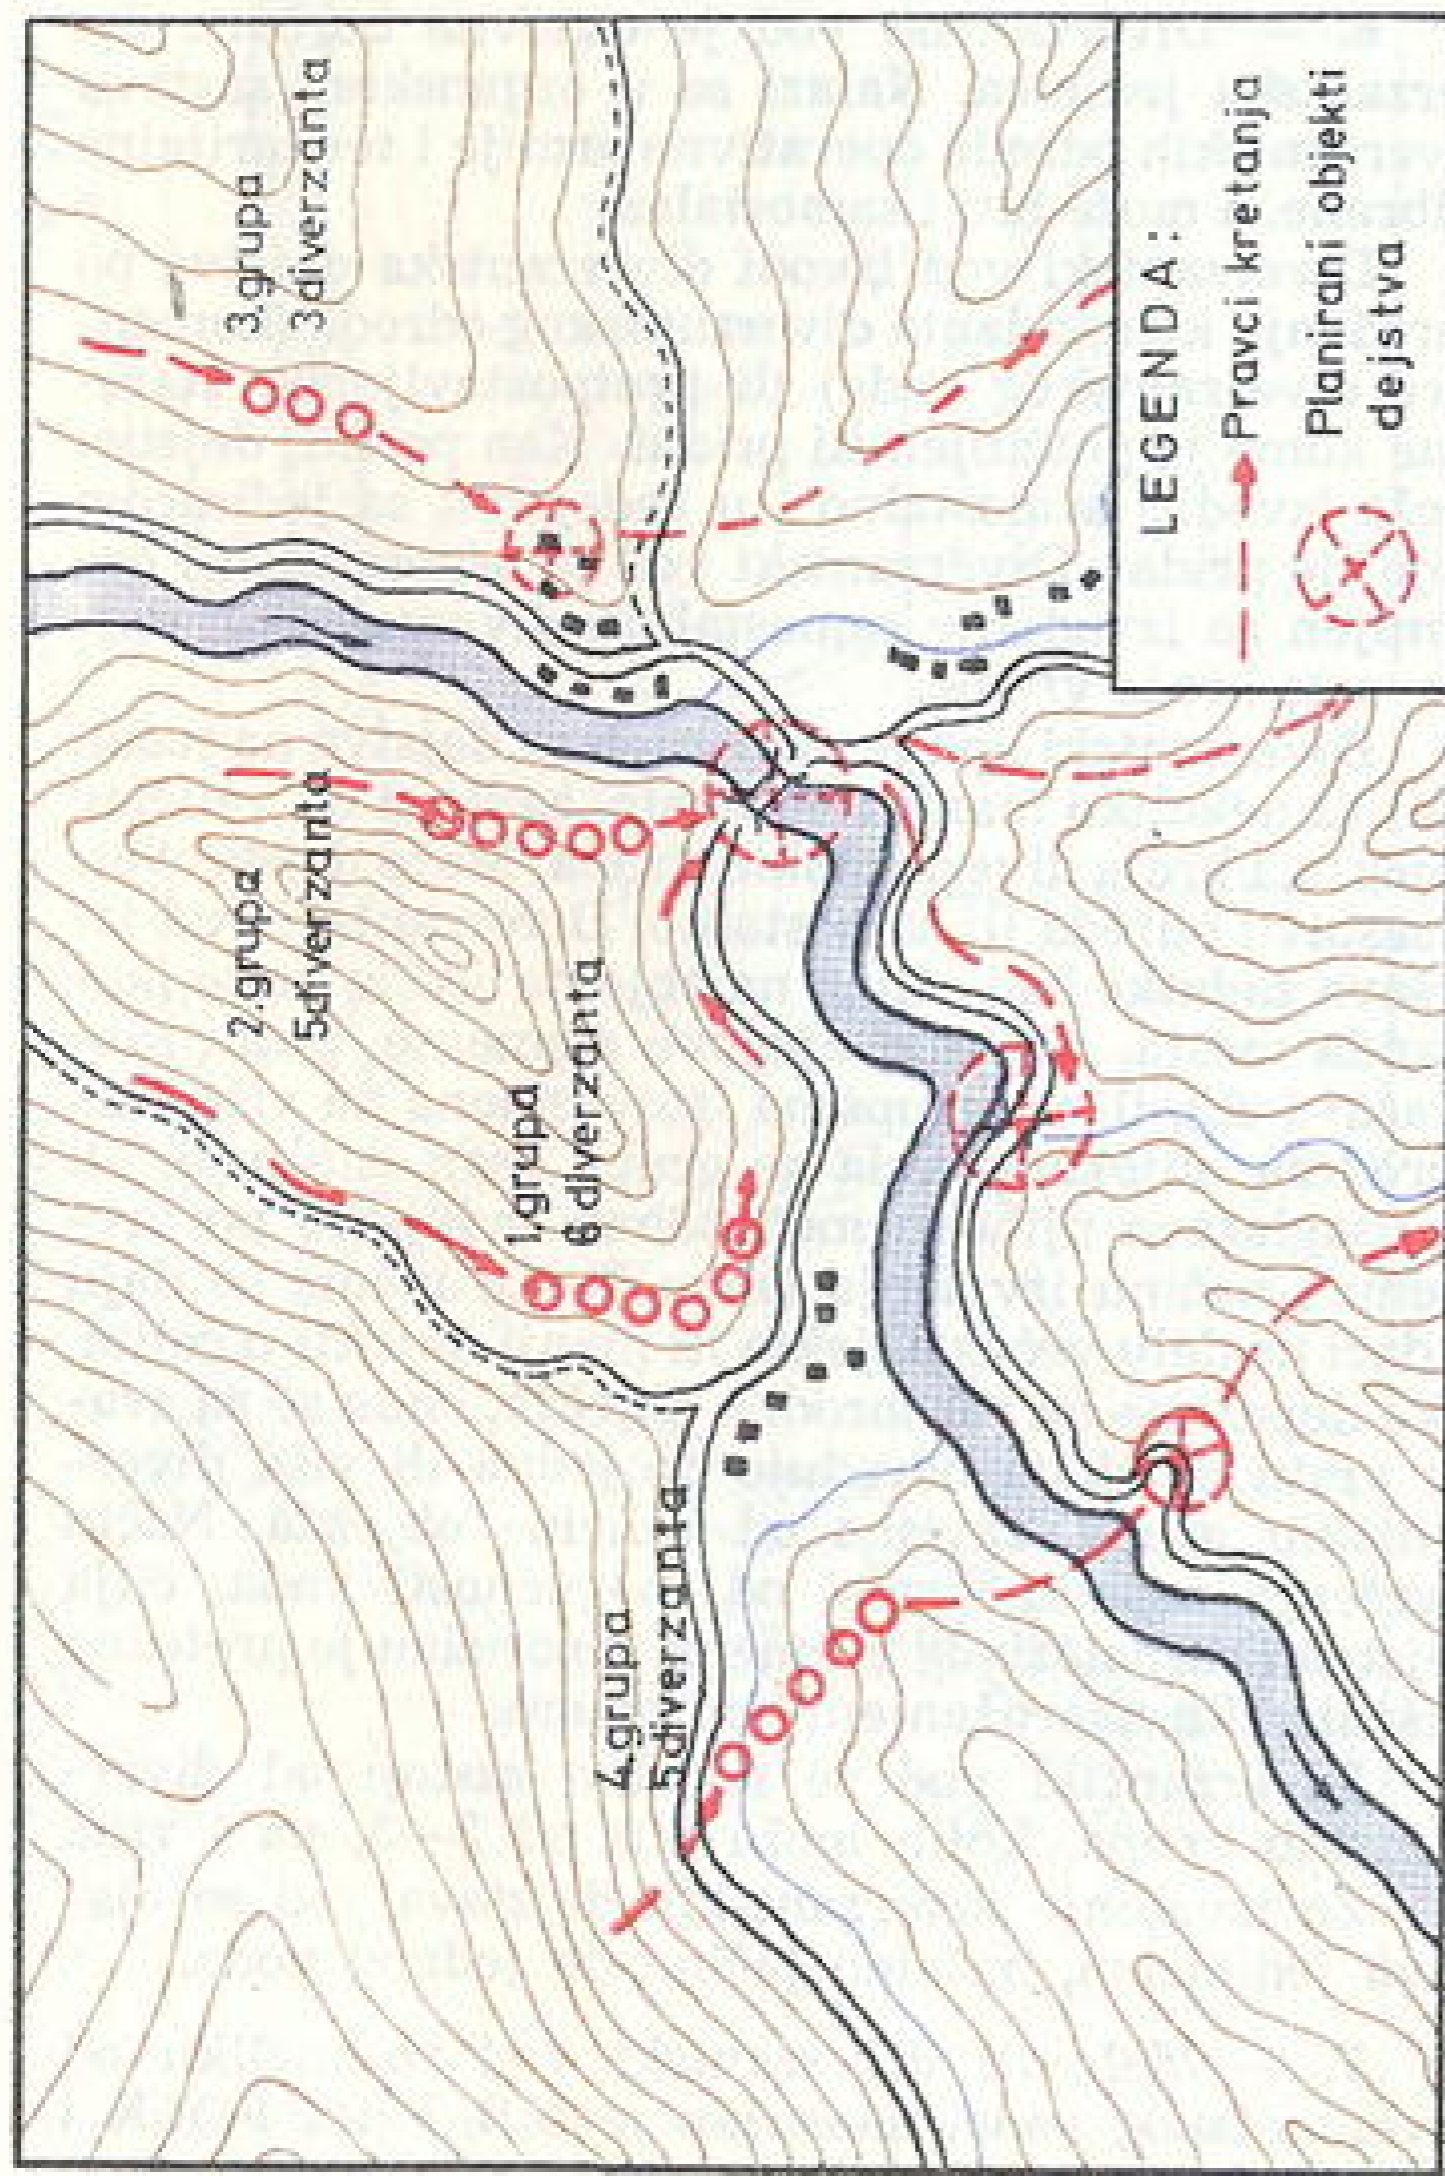 4.grupa
5diverzanta
1.grupa
6 diverzanta
2.grupa
5diverzanta
3.grupa
3diverzanta
LEGENDA:
Pravci kretanja
Planirani objekti
dejstva